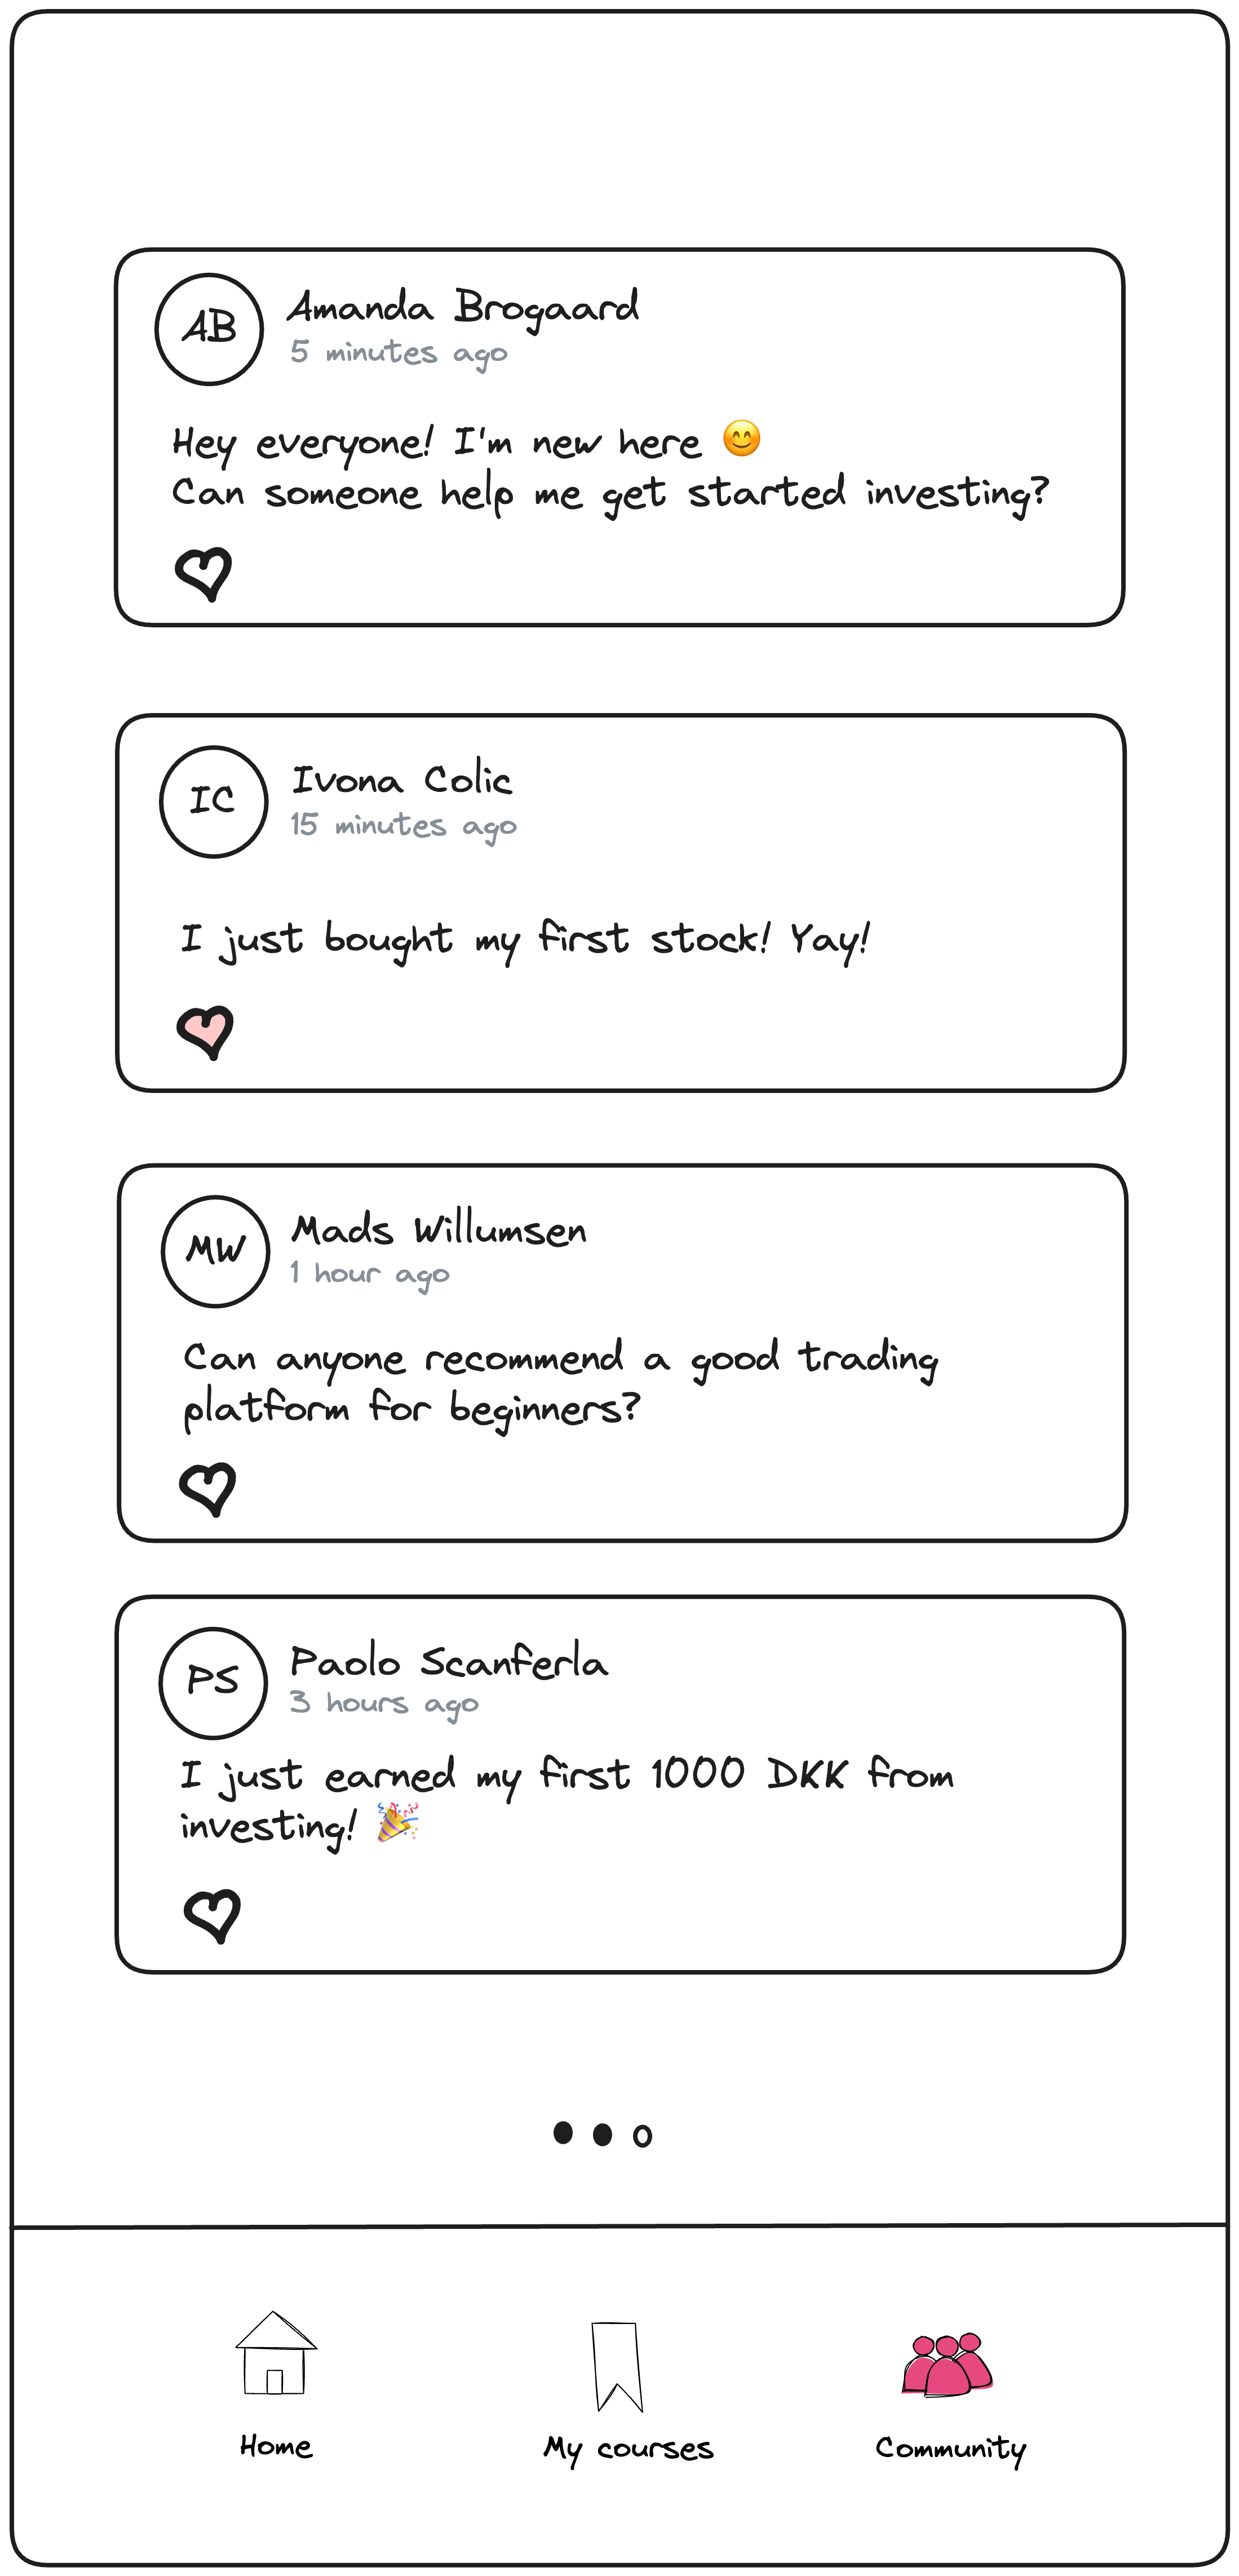 AB
Amanda Brogaard
5 minutes ago
Hey everyone! I'm new here 😊
Can someone help me get started investing?
IC
Ivona Colic
15 minutes ago
I just bought my first stock! Yay!
MW
Mads Willumsen
1 hour ago
Can anyone recommend a good trading
platform for beginners?
PS
Paolo Scanferla
3 hours ago
I just earned my first 1000 DKK from
investing! 🎉
Home
My courses
Community